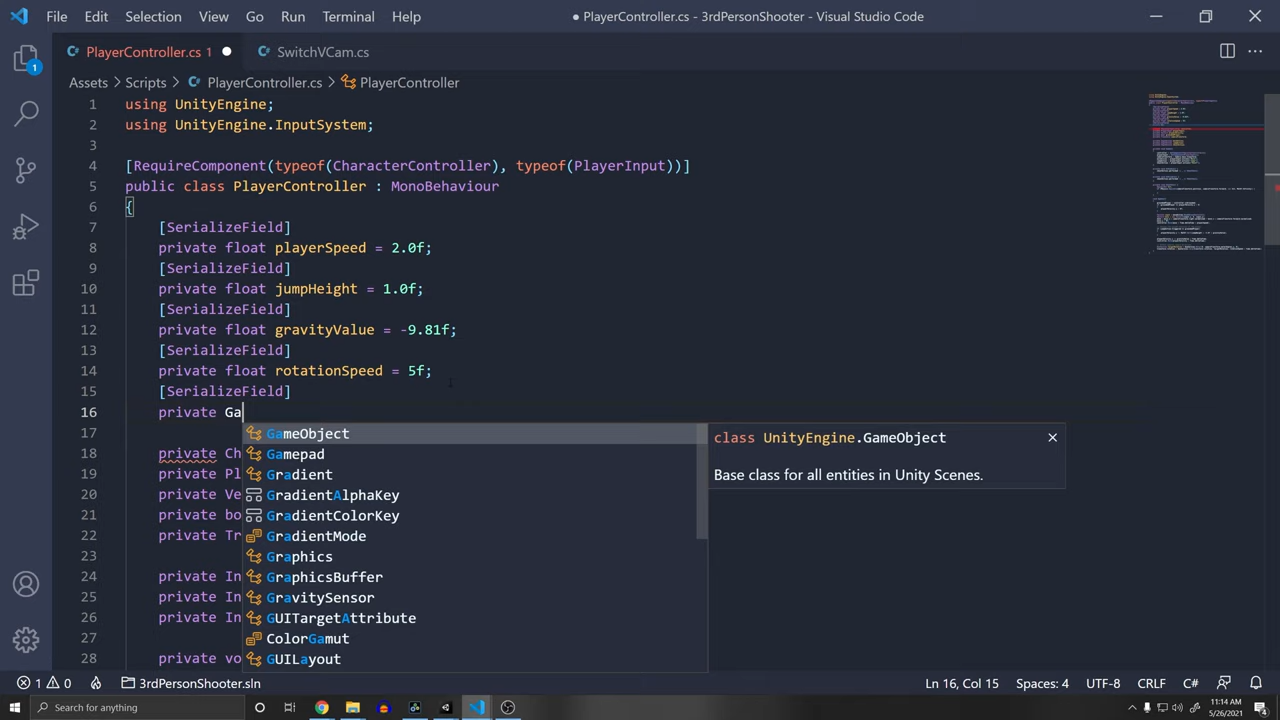 File Edit Selection View Go Run Terminal Help ● PlayerController.cs - 3rdPersonShooter - Visual Studio Code
PlayerController.cs 1 SwitchVCam.cs
Assets > Scripts > PlayerController.cs > PlayerController
1 using UnityEngine;
2 using UnityEngine.InputSystem;
3
4 [RequireComponent(typeof(CharacterController), typeof(PlayerInput))]
5 public class PlayerController : MonoBehaviour
6 {
7 [SerializeField]
8 private float playerSpeed = 2.0f;
9 [SerializeField]
10 private float jumpHeight = 1.0f;
11 [SerializeField]
12 private float gravityValue = -9.81f;
13 [SerializeField]
14 private float rotationSpeed = 5f;
15 [SerializeField]
16 private Ga
17 GameObject class UnityEngine.GameObject
Gamepad
18 private Ch
19 private Pl Gradient Base class for all entities in Unity Scenes.
20 private Ve GradientAlphaKey
21 private bo GradientColorKey
22 private Tr GradientMode
23 Graphics
24 private In GraphicsBuffer
25 private In GravitySensor
26 private In GUITargetAttribute
27 ColorGamut
28 private vo GUILayout
1 0 3rdPersonShooter.sln Ln 16, Col 15 Spaces: 4 UTF-8 CRLF C#
Search for anything 11:14 AM
5/26/2021
1
4